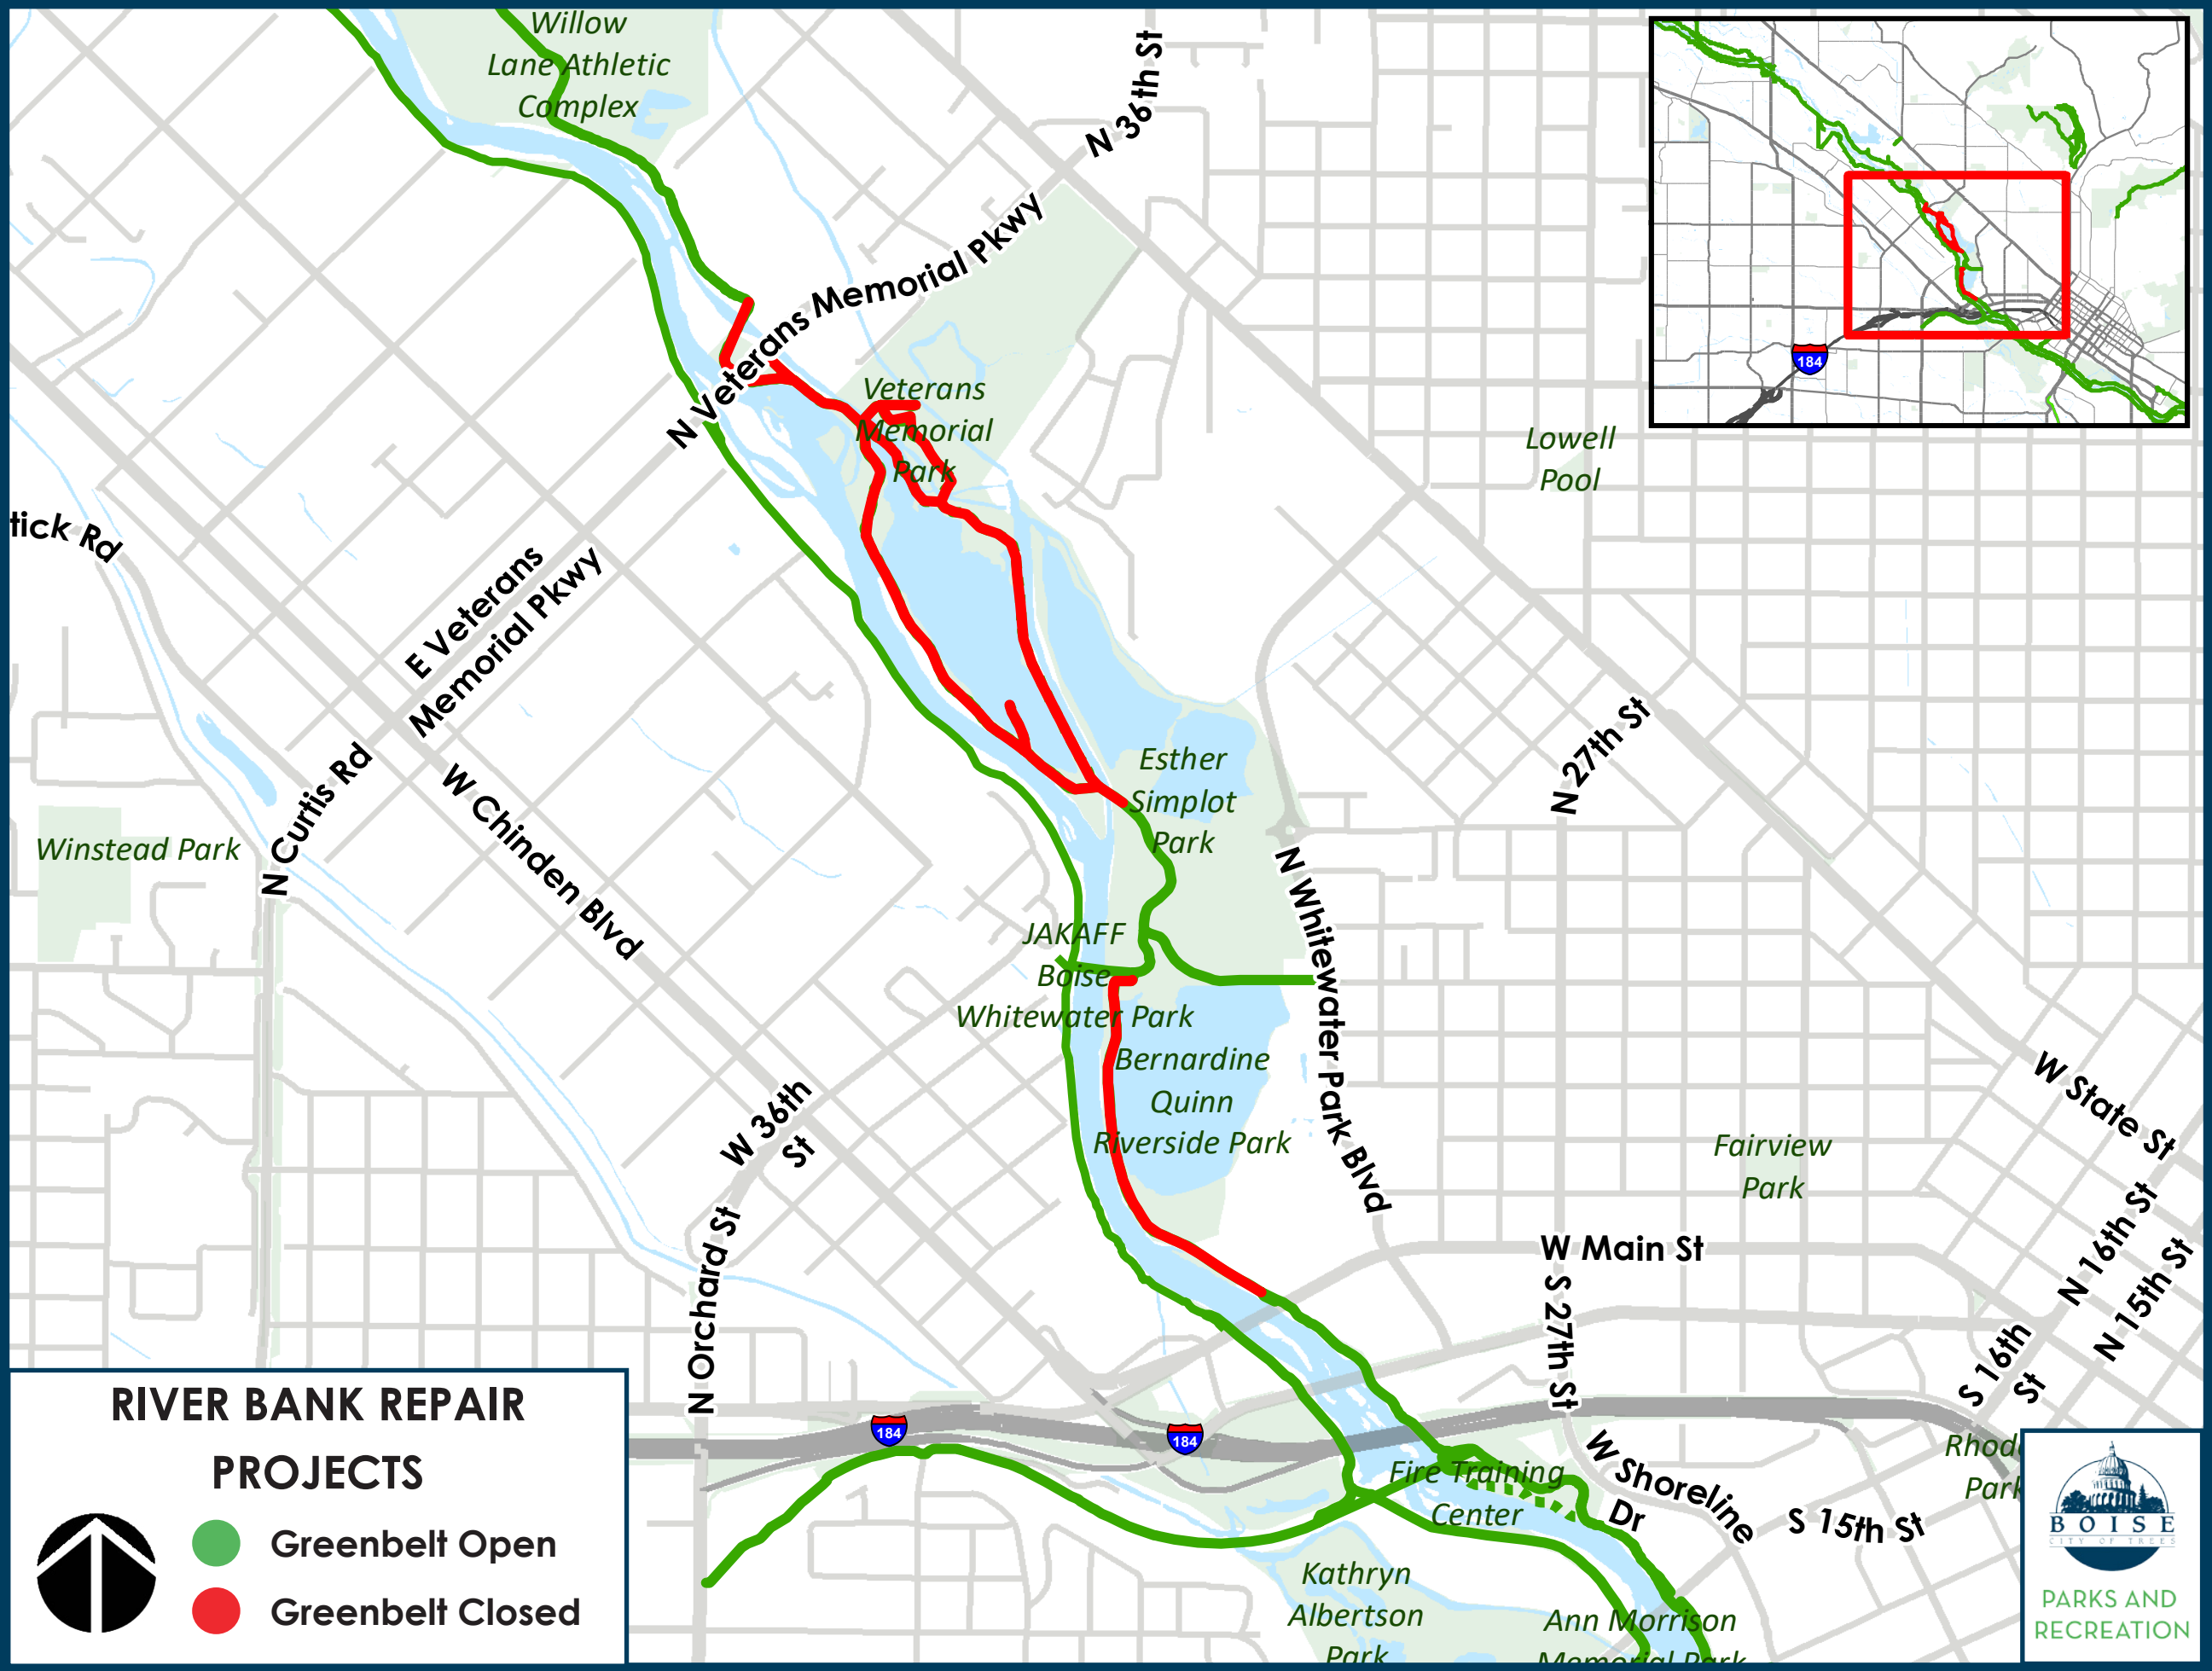 Willow
Lane Athletic
Complex
N 36th St
184
N Veterans Memorial Pkwy
Veterans
Memorial
Park
Lowell
Pool
tick Rd
E Veterans
Memorial Pkwy
N 27th St
Esther
Simplot
Park
N Curtis Rd
W Chinden Blvd
Winstead Park
N Whitewater Park Blvd
JAKAFF
Boise
Whitewater Park
Bernardine
Quinn
Riverside Park
W 36th
St
W State St
Fairview
Park
N 16th St
N 15th St
W Main St
N Orchard St
S 27th St
S 16th
St
184
184
Fire Training
Center
W Shoreline
Dr
S 15th St
Rhod
Park
Kathryn
Albertson
Park
Ann Morrison
Memorial Park
RIVER BANK REPAIR
PROJECTS
Greenbelt Open
Greenbelt Closed
BOISE
CITY OF TREES
PARKS AND
RECREATION